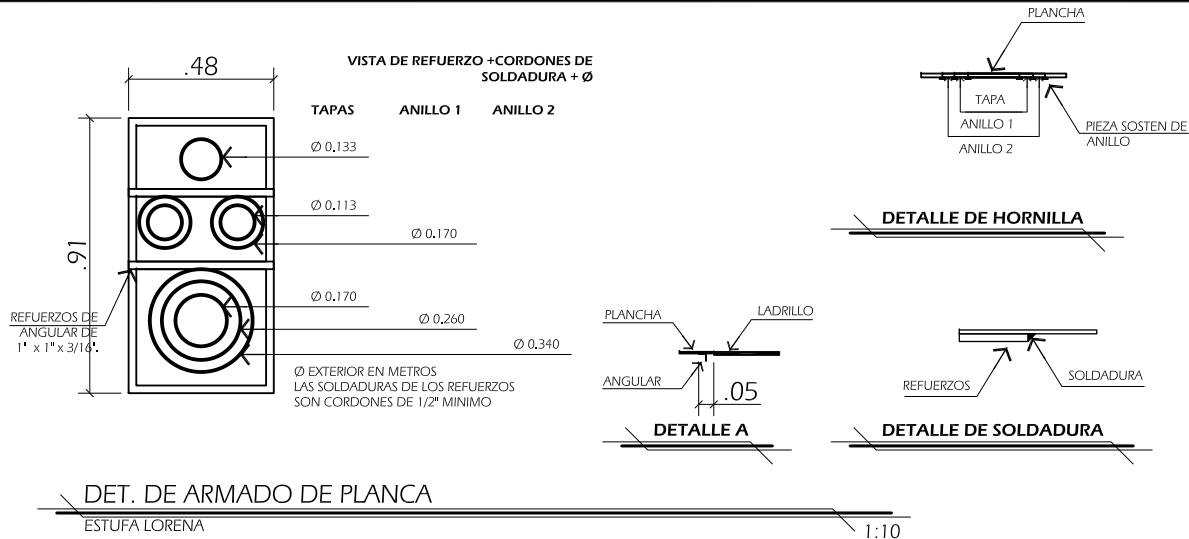 .48
.91
VISTA DE REFUERZO +CORDONES DE
SOLDADURA + Ø
TAPAS ANILLO 1 ANILLO 2
Ø 0.133
Ø 0.113
Ø 0.170
Ø 0.170
Ø 0.260
Ø 0.340
REFUERZOS DE
ANGULAR DE
1" x 1" x 3/16".
Ø EXTERIOR EN METROS
LAS SOLDADURAS DE LOS REFUERZOS
SON CORDONES DE 1/2" MINIMO
PLANCHA
TAPA
ANILLO 1
ANILLO 2
PIEZA SOSTEN DE
ANILLO
DETALLE DE HORNILLA
PLANCHA
LADRILLO
ANGULAR
.05
DETALLE A
REFUERZOS
SOLDADURA
DETALLE DE SOLDADURA
DET. DE ARMADO DE PLANCA
ESTUFA LORENA
1:10